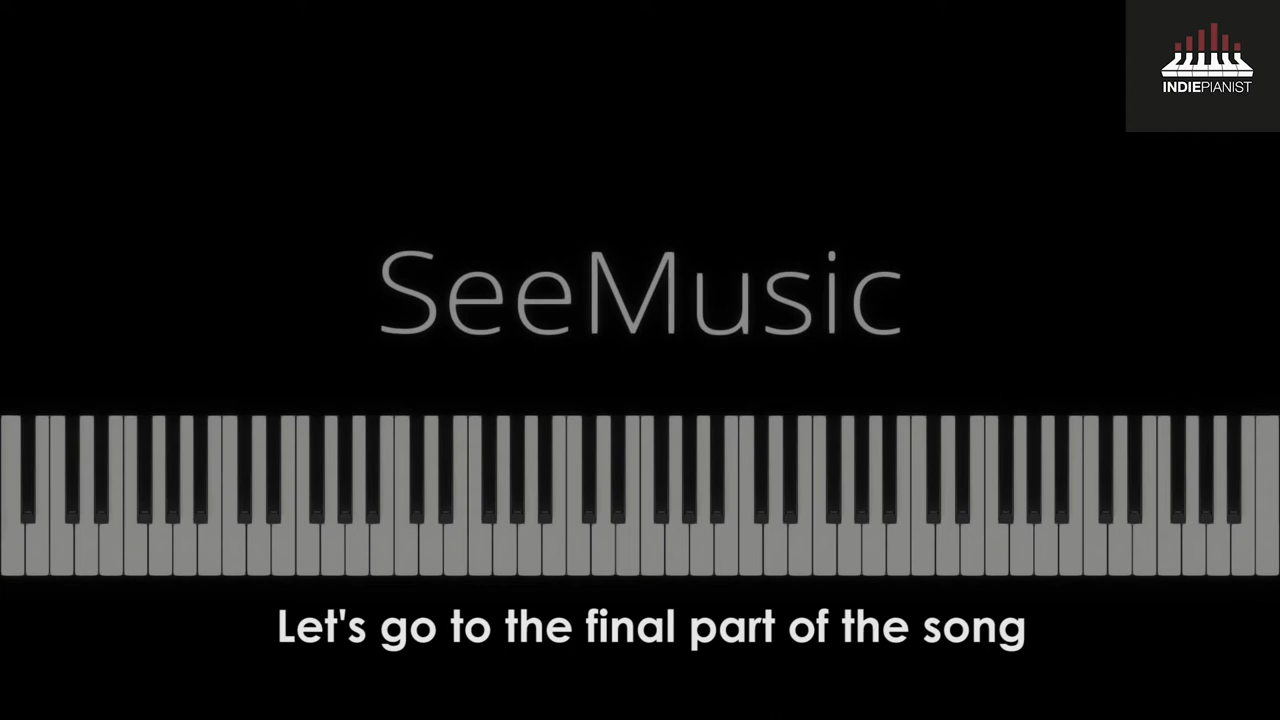 INDIEPIANIST
SeeMusic
Let's go to the final part of the song